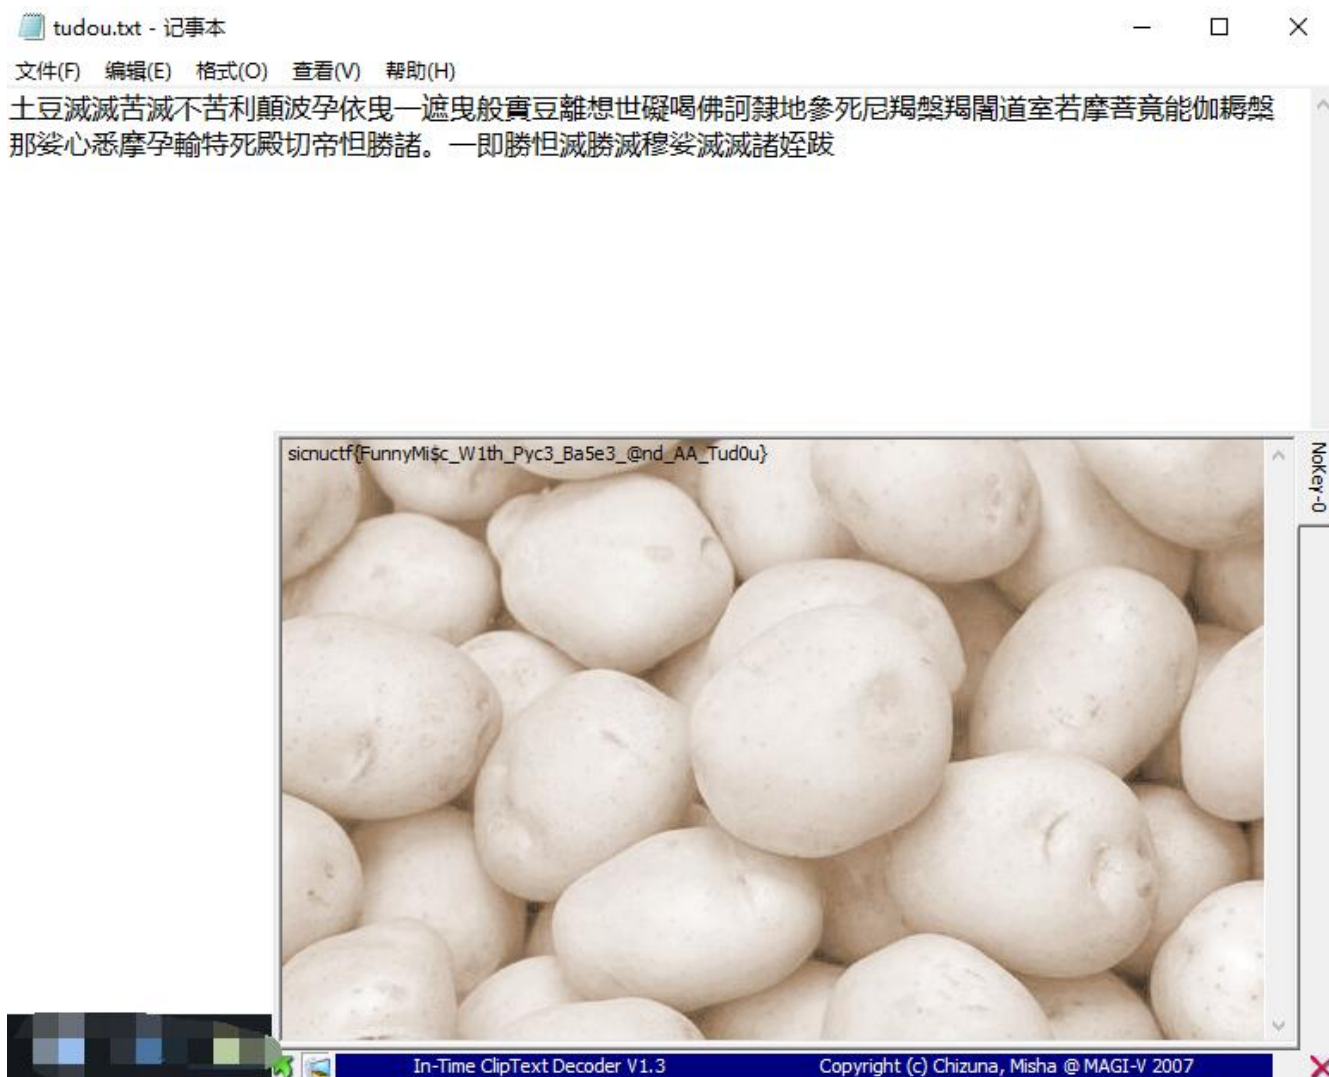 tudou.txt - 记事本
文件(F) 编辑(E) 格式(O) 查看(V) 帮助(H)
土豆滅滅苦滅不苦利顛波孕依曳一遮曳般實豆離想世礙喝佛訶隸地參死尼羯槃羯闍道室若摩菩竟能伽耨槃
那娑心悉摩孕輸特死殿切帝怛勝諸。一即勝怛滅勝滅穆娑滅滅諸姪跋
sicnuctf{FunnyMi$c_W1th_Pyc3_Ba5e3_@nd_AA_Tud0u}
NoKey-0
In-Time ClipText Decoder V1.3 Copyright (c) Chizuna, Misha @ MAGI-V 2007